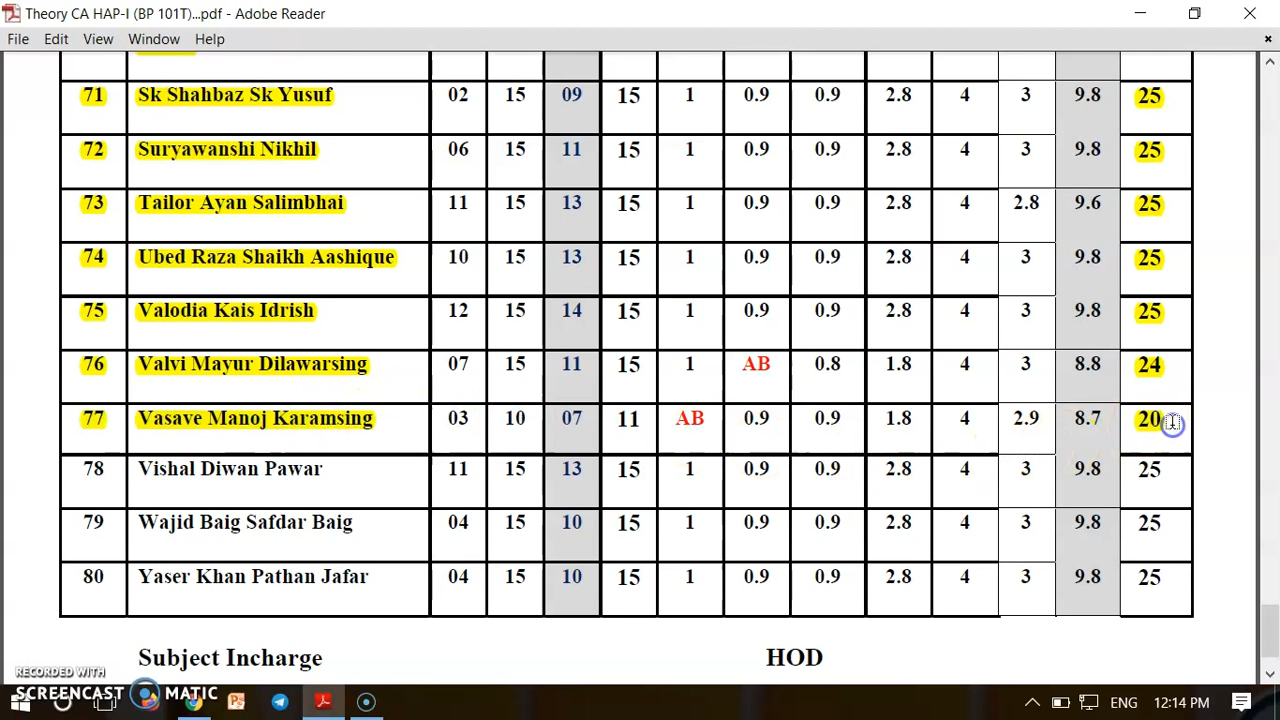 Theory CA HAP-I (BP 101T)...pdf - Adobe Reader
File Edit View Window Help
71 Sk Shahbaz Sk Yusuf 02 15 09 15 1 0.9 0.9 2.8 4 3 9.8 25
72 Suryawanshi Nikhil 06 15 11 15 1 0.9 0.9 2.8 4 3 9.8 25
73 Tailor Ayan Salimbhai 11 15 13 15 1 0.9 0.9 2.8 4 2.8 9.6 25
74 Ubed Raza Shaikh Aashique 10 15 13 15 1 0.9 0.9 2.8 4 3 9.8 25
75 Valodia Kais Idrish 12 15 14 15 1 0.9 0.9 2.8 4 3 9.8 25
76 Valvi Mayur Dilawarsing 07 15 11 15 1 AB 0.8 1.8 4 3 8.8 24
77 Vasave Manoj Karamsing 03 10 07 11 AB 0.9 0.9 1.8 4 2.9 8.7 20
78 Vishal Diwan Pawar 11 15 13 15 1 0.9 0.9 2.8 4 3 9.8 25
79 Wajid Baig Safdar Baig 04 15 10 15 1 0.9 0.9 2.8 4 3 9.8 25
80 Yaser Khan Pathan Jafar 04 15 10 15 1 0.9 0.9 2.8 4 3 9.8 25
Subject Incharge HOD
RECORDED WITH
SCREENCAST MATIC
ENG 12:14 PM